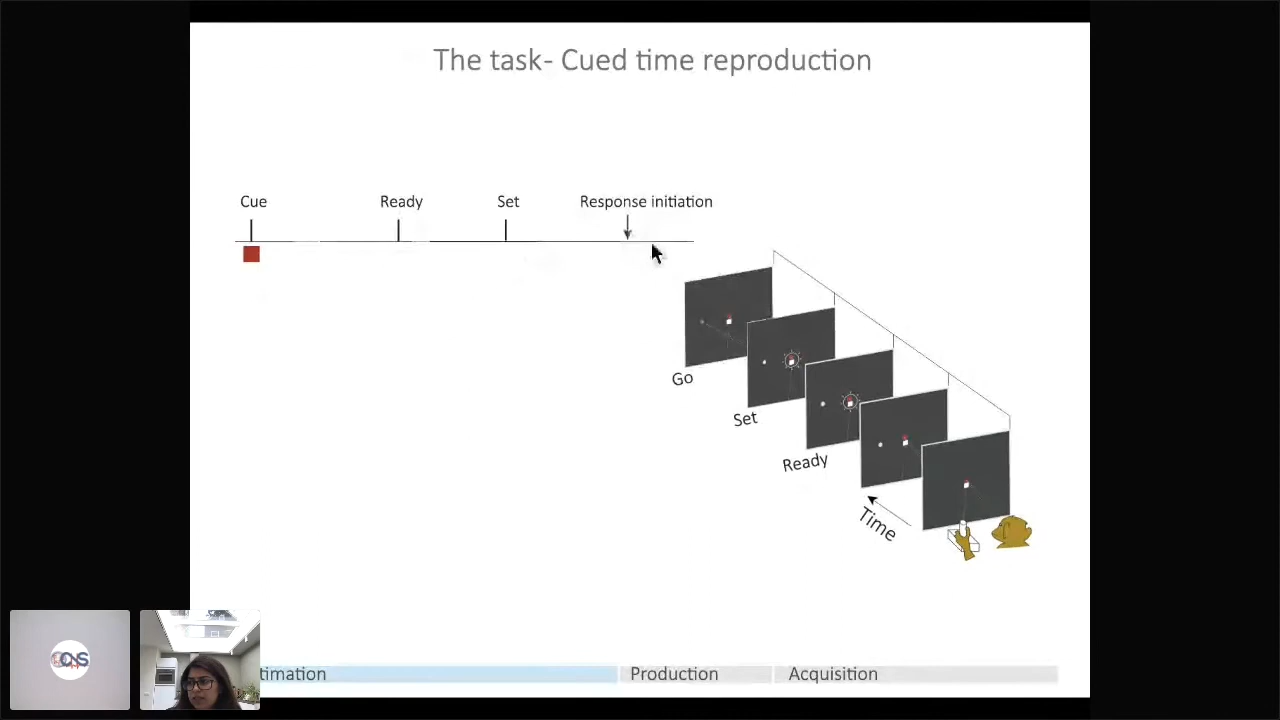 The task- Cued time reproduction
Cue Ready Set Response initiation
Go
Set
Ready
Time
timation Production Acquisition